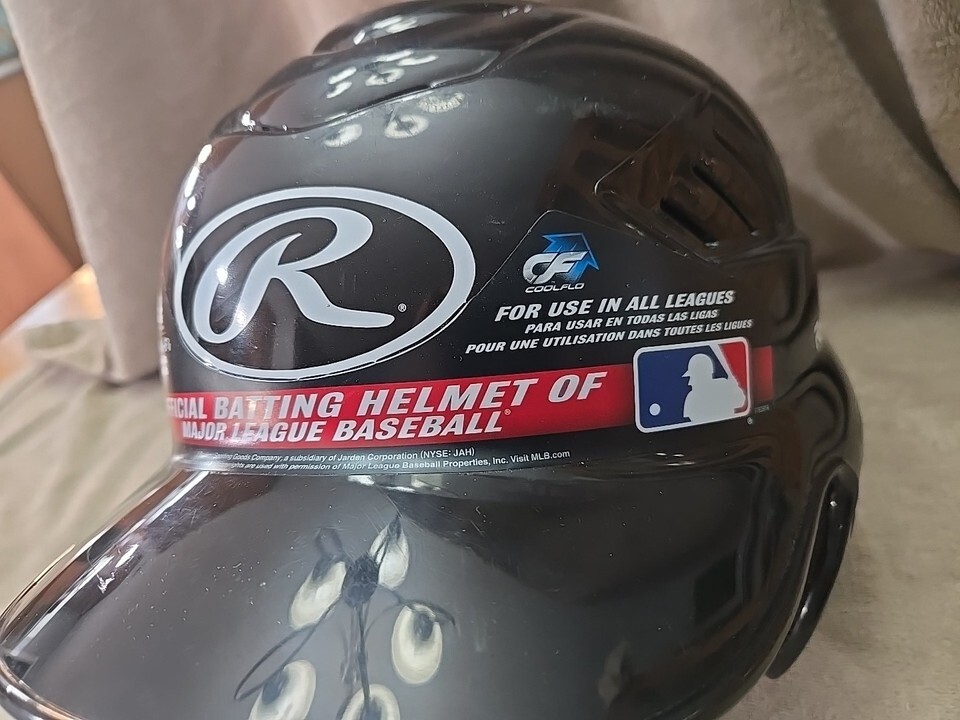 R®
CF
COOLFLO
FOR USE IN ALL LEAGUES
PARA USAR EN TODAS LAS LIGAS
POUR UNE UTILISATION DANS TOUTES LES LIGUES
BATTING HELMET OF
MAJOR LEAGUE BASEBALL®
Goods Company, a subsidiary of Jarden Corporation (NYSE: JAH)
are used with permission of Major League Baseball Properties, Inc. Visit MLB.com